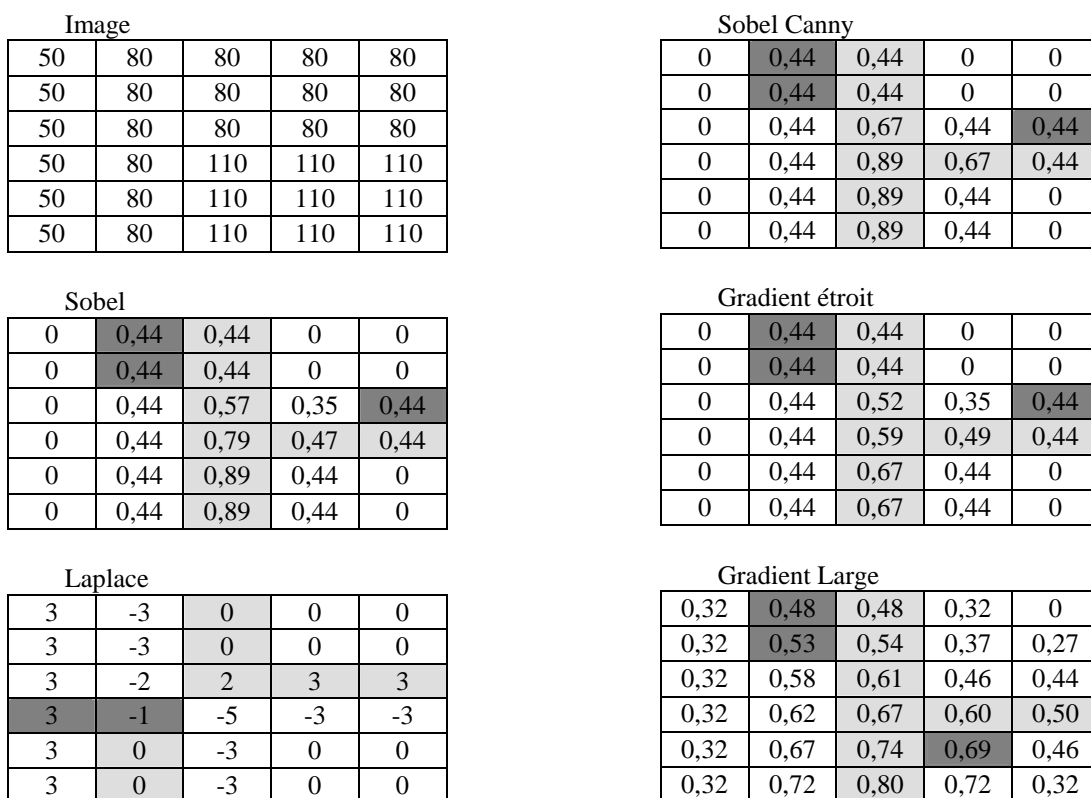 Image
50 80 80 80 80
50 80 80 80 80
50 80 80 80 80
50 80 110 110 110
50 80 110 110 110
50 80 110 110 110
Sobel
0 0,44 0,44 0 0
0 0,44 0,44 0 0
0 0,44 0,57 0,35 0,44
0 0,44 0,79 0,47 0,44
0 0,44 0,89 0,44 0
0 0,44 0,89 0,44 0
Laplace
3 -3 0 0 0
3 -3 0 0 0
3 -2 2 3 3
3 -1 -5 -3 -3
3 0 -3 0 0
3 0 -3 0 0
Sobel Canny
0 0,44 0,44 0 0
0 0,44 0,44 0 0
0 0,44 0,67 0,44 0,44
0 0,44 0,89 0,67 0,44
0 0,44 0,89 0,44 0
0 0,44 0,89 0,44 0
Gradient étroit
0 0,44 0,44 0 0
0 0,44 0,44 0 0
0 0,44 0,52 0,35 0,44
0 0,44 0,59 0,49 0,44
0 0,44 0,67 0,44 0
0 0,44 0,67 0,44 0
Gradient Large
0,32 0,48 0,48 0,32 0
0,32 0,53 0,54 0,37 0,27
0,32 0,58 0,61 0,46 0,44
0,32 0,62 0,67 0,60 0,50
0,32 0,67 0,74 0,69 0,46
0,32 0,72 0,80 0,72 0,32